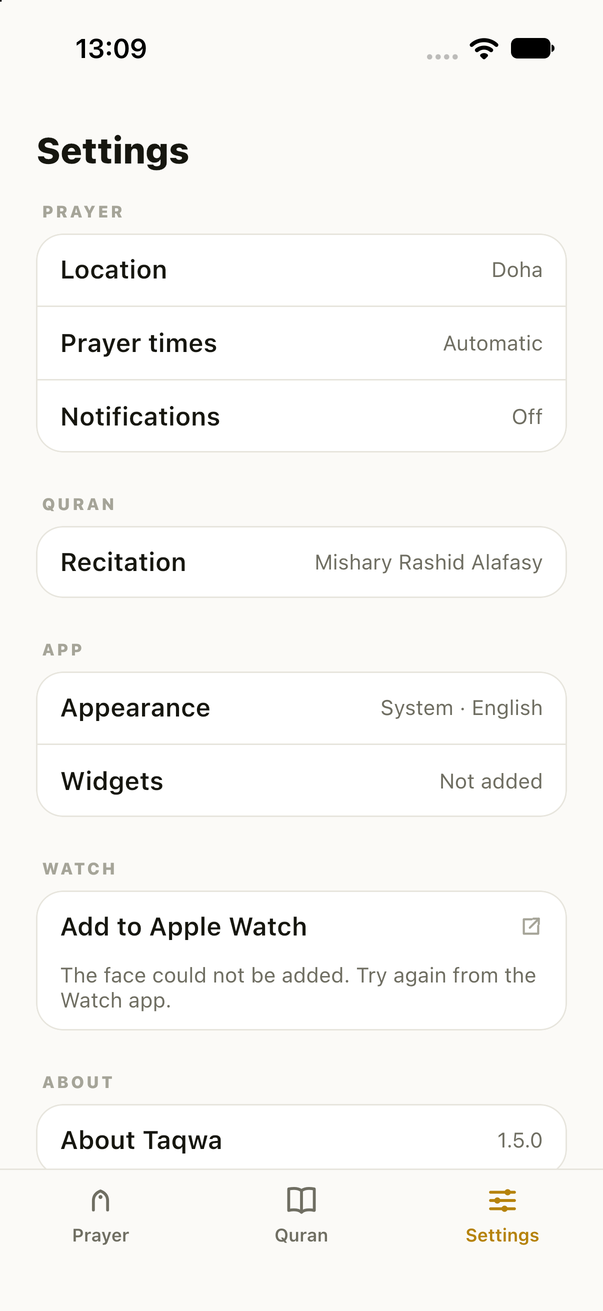 13:09
Settings
PRAYER
Location Doha
Prayer times Automatic
Notifications Off
QURAN
Recitation Mishary Rashid Alafasy
APP
Appearance System · English
Widgets Not added
WATCH
Add to Apple Watch
The face could not be added. Try again from the
Watch app.
ABOUT
About Taqwa 1.5.0
Prayer Quran Settings